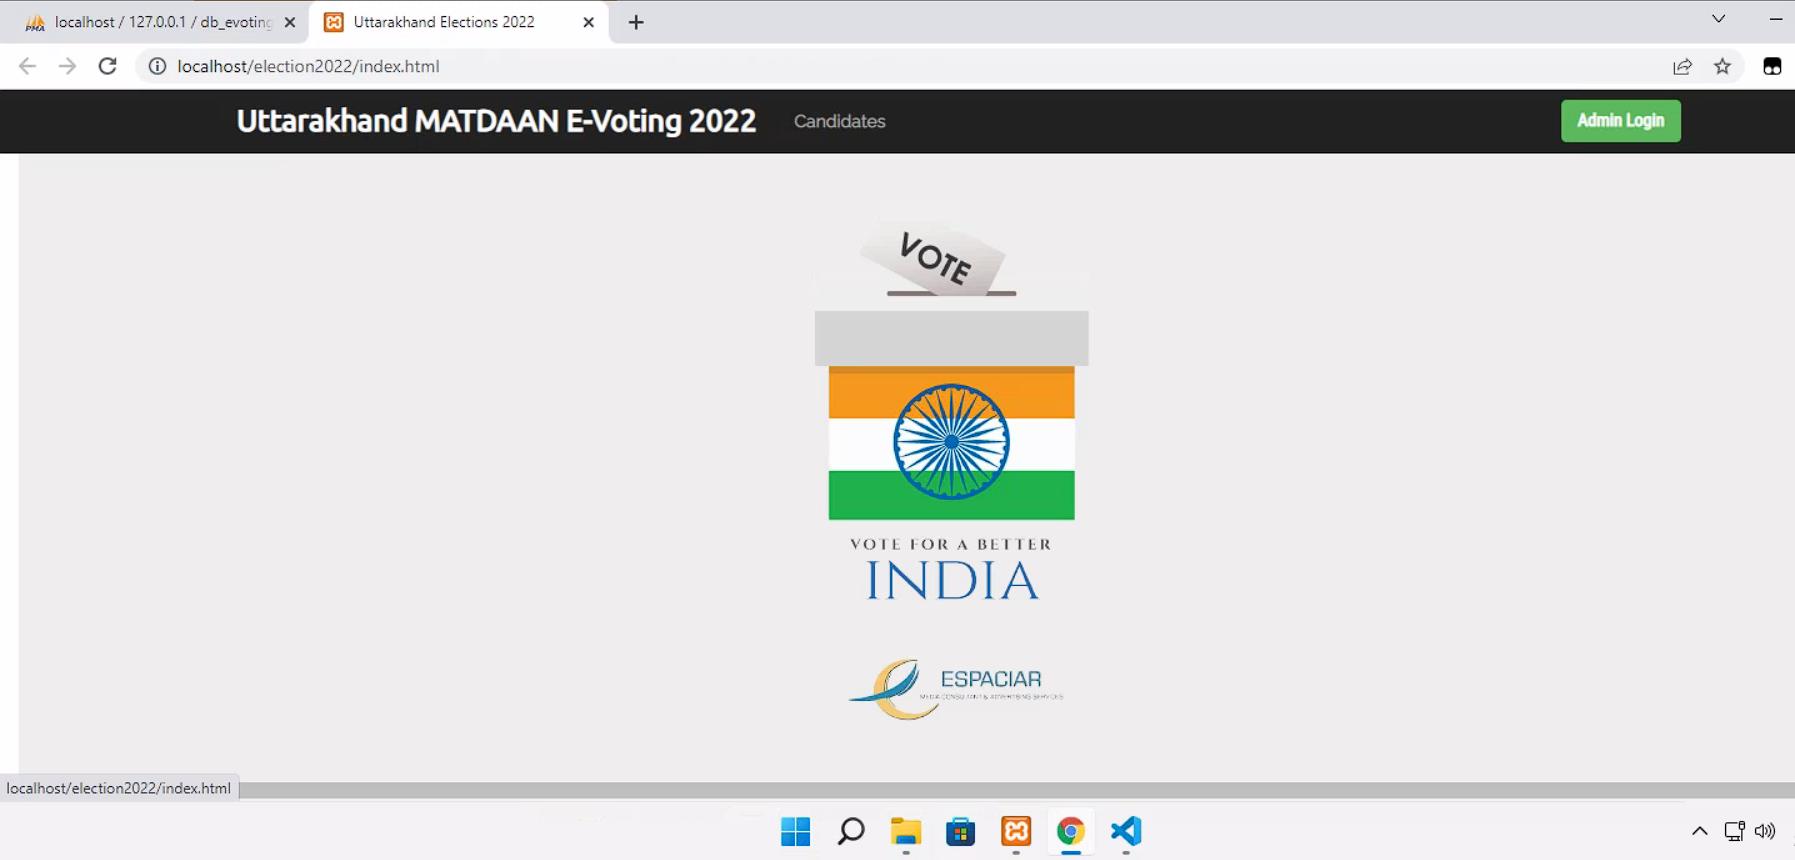 localhost / 127.0.0.1 / db_evoting
Uttarakhand Elections 2022
localhost/election2022/index.html
Uttarakhand MATDAAN E-Voting 2022
Candidates
Admin Login
VOTE
VOTE FOR A BETTER
INDIA
ESPACIAR
MEDIA CONSULTANT & ADVERTISING SERVICES
localhost/election2022/index.html